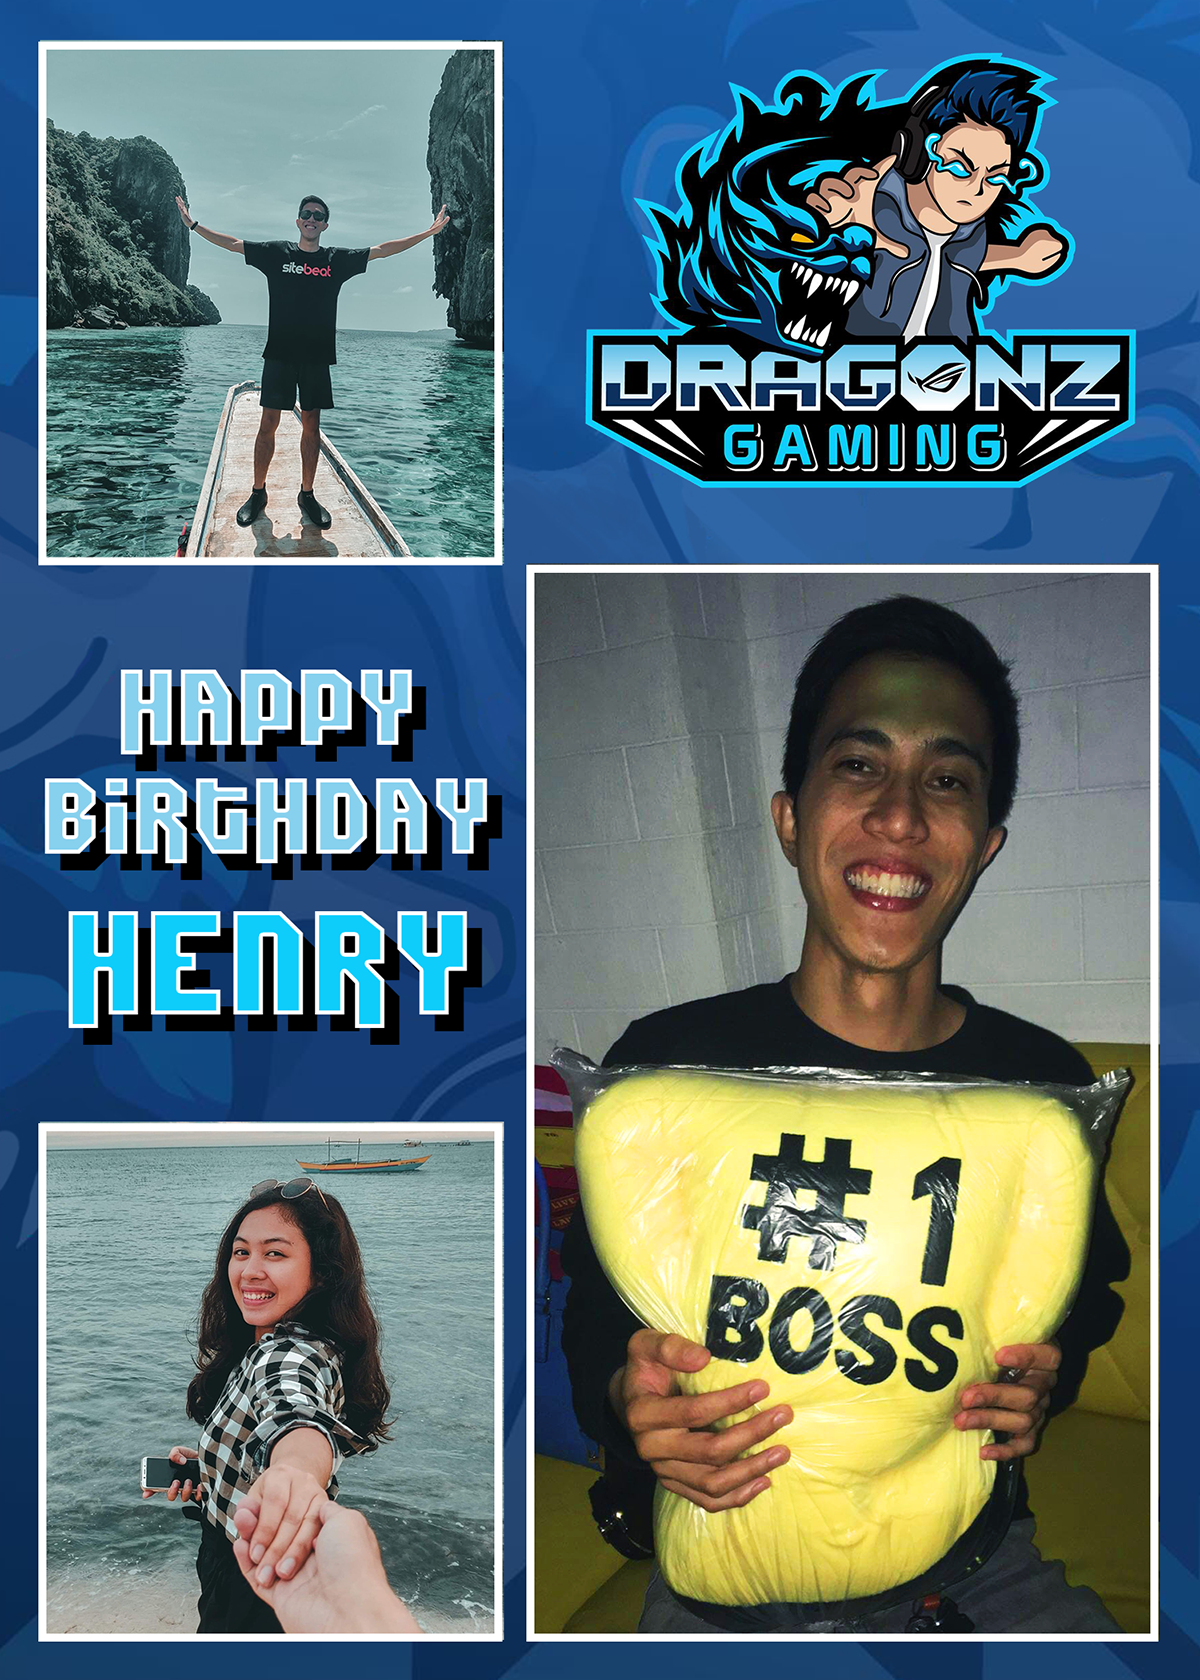 sitebeat
DRAGONZ
GAMING
HAPPY
BiRtHDAY
HENRY
#1
BOSS